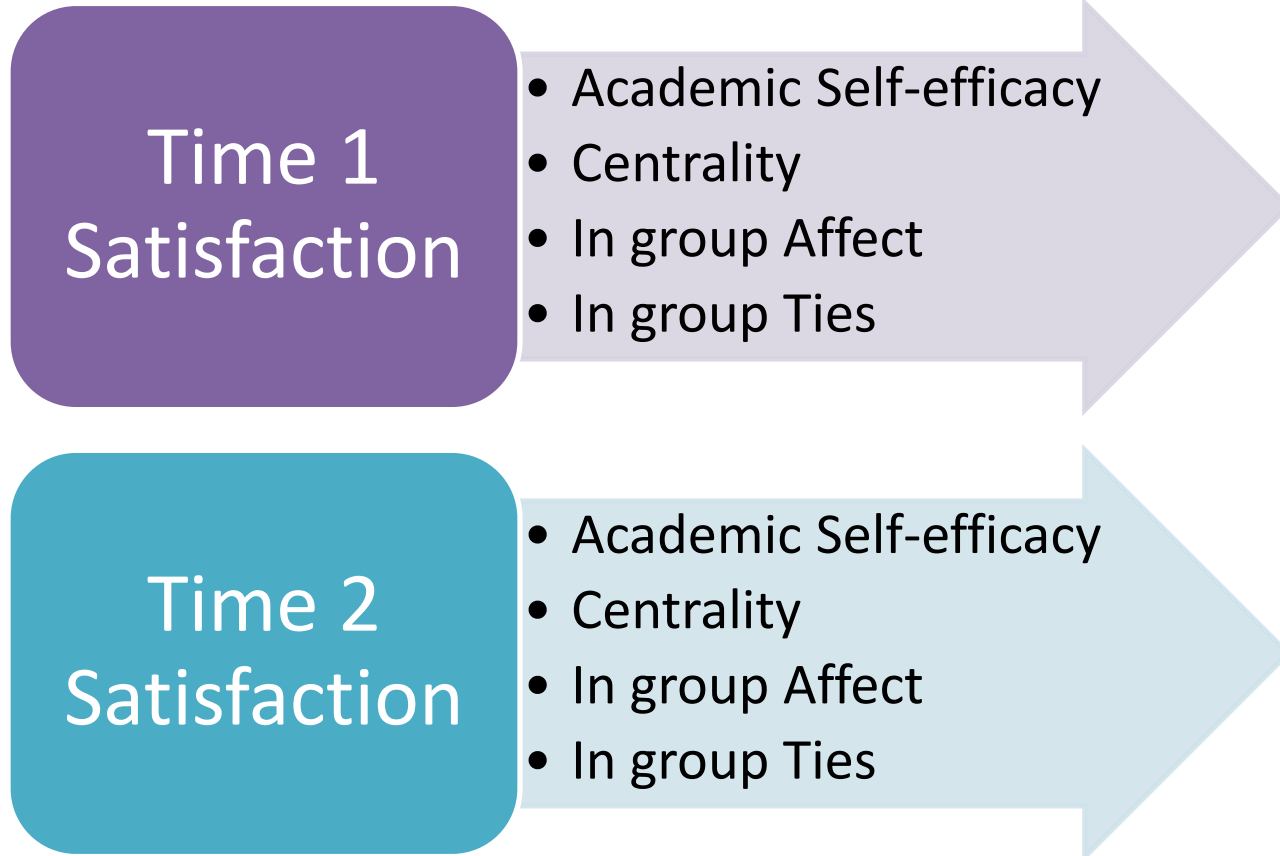 Time 1
Satisfaction
• Academic Self-efficacy
• Centrality
• In group Affect
• In group Ties
Time 2
Satisfaction
• Academic Self-efficacy
• Centrality
• In group Affect
• In group Ties